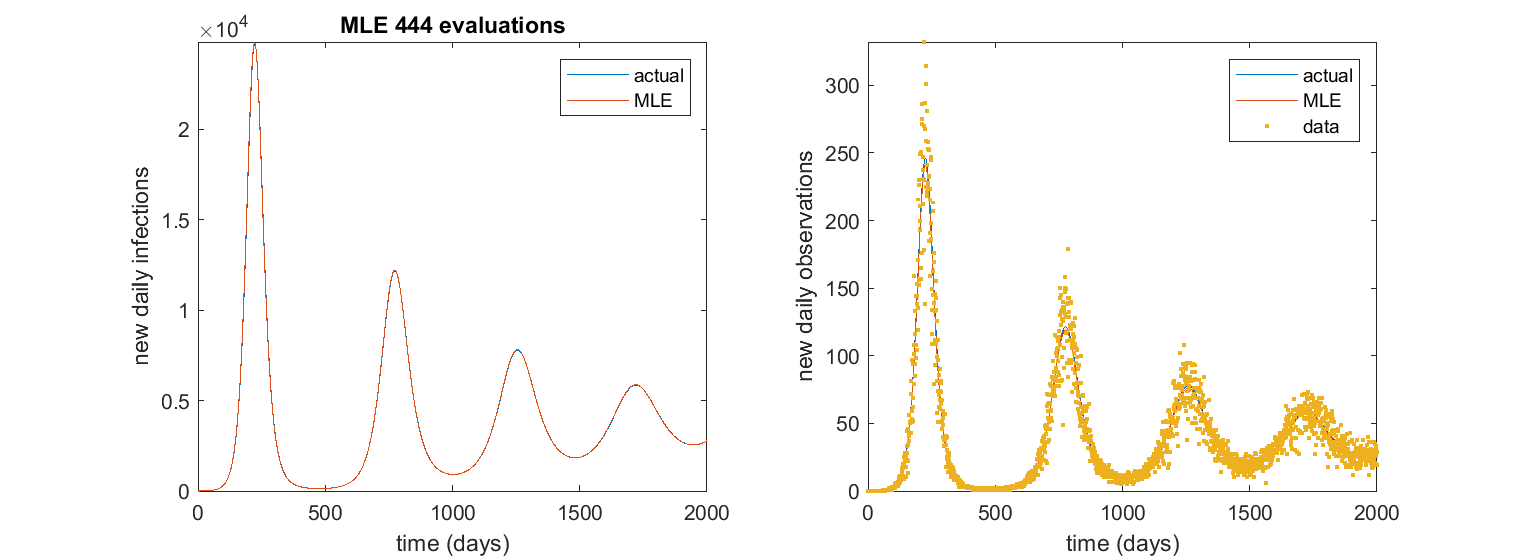 MLE 444 evaluations
×10⁴
actual
MLE
2
1.5
1
0.5
0
0 500 1000 1500 2000
new daily infections
time (days)
actual
MLE
data
300
250
200
150
100
50
0
0 500 1000 1500 2000
new daily observations
time (days)